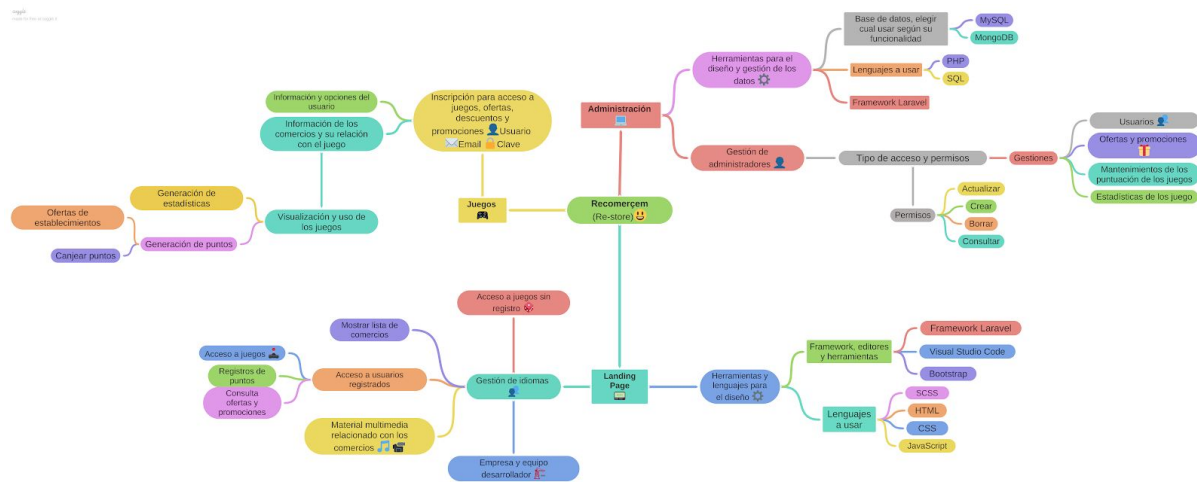 Recomerçem
(Re-store)
Administración
Herramientas para el
diseño y gestión de los
datos
Base de datos, elegir
cual usar según su
funcionalidad
MySQL
MongoDB
Lenguajes a usar
PHP
SQL
Framework Laravel
Gestión de
administradores
Tipo de acceso y permisos
Gestiones
Usuarios
Ofertas y promociones
Mantenimientos de los
puntuación de los juegos
Estadísticas de los juego
Permisos
Actualizar
Crear
Borrar
Consultar
Juegos
Inscripción para acceso a
juegos, ofertas,
descuentos y
promociones Usuario
Email Clave
Información y opciones del
usuario
Información de los
comercios y su relación
con el juego
Visualización y uso de
los juegos
Generación de
estadísticas
Generación de puntos
Ofertas de
establecimientos
Canjear puntos
Landing
Page
Gestión de idiomas
Acceso a juegos sin
registro
Mostrar lista de
comercios
Acceso a usuarios
registrados
Acceso a juegos
Registros de
puntos
Consulta
ofertas y
promociones
Material multimedia
relacionado con los
comercios
Empresa y equipo
desarrollador
Herramientas y
lenguajes para
el diseño
Framework, editores
y herramientas
Framework Laravel
Visual Studio Code
Bootstrap
Lenguajes
a usar
SCSS
HTML
CSS
JavaScript